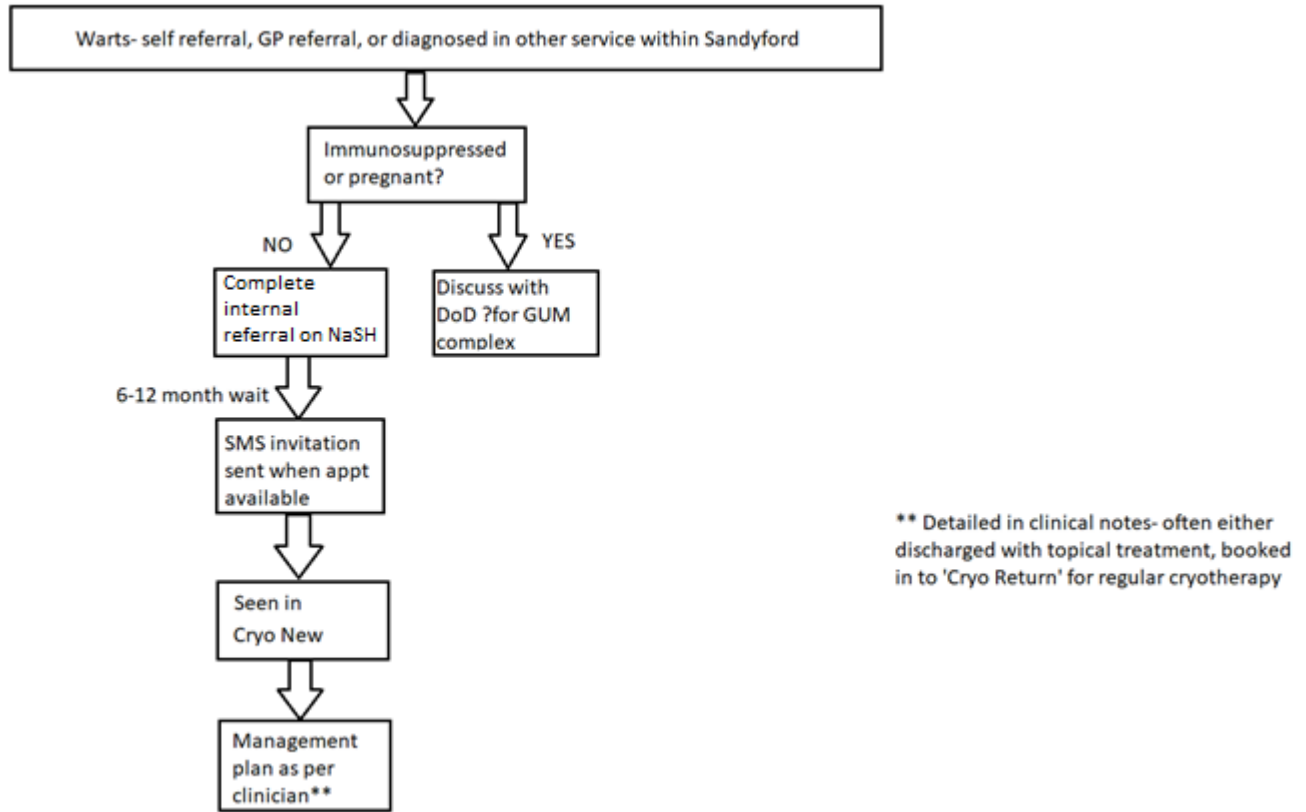 Warts- self referral, GP referral, or diagnosed in other service within Sandyford
Immunosuppressed
or pregnant?
NO
YES
Complete
internal
referral on NaSH
Discuss with
DoD ?for GUM
complex
6-12 month wait
SMS invitation
sent when appt
available
Seen in
Cryo New
Management
plan as per
clinician**
** Detailed in clinical notes- often either
discharged with topical treatment, booked
in to 'Cryo Return' for regular cryotherapy